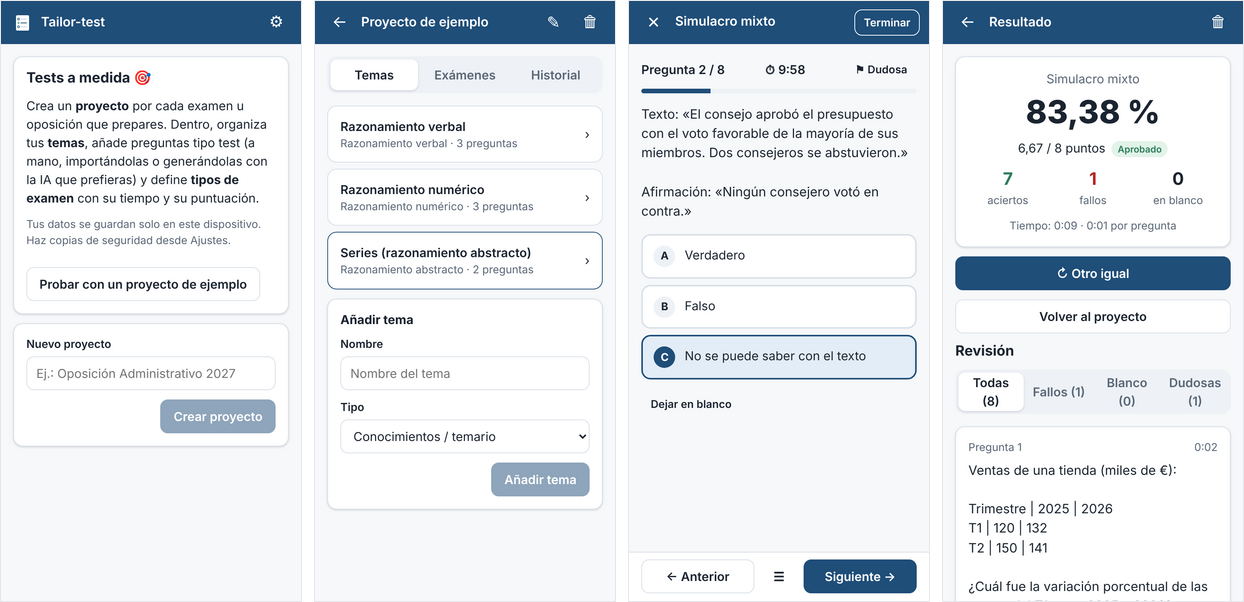 Tailor-test
Tests a medida 🎯
Crea un proyecto por cada examen u
oposición que prepares. Dentro, organiza
tus temas, añade preguntas tipo test (a
mano, importándolas o generándolas con
la IA que prefieras) y define tipos de
examen con su tiempo y su puntuación.
Tus datos se guardan solo en este dispositivo.
Haz copias de seguridad desde Ajustes.
Probar con un proyecto de ejemplo
Nuevo proyecto
Ej.: Oposición Administrativo 2027
Crear proyecto
← Proyecto de ejemplo
Temas Exámenes Historial
Razonamiento verbal
Razonamiento verbal · 3 preguntas
Razonamiento numérico
Razonamiento numérico · 3 preguntas
Series (razonamiento abstracto)
Razonamiento abstracto · 2 preguntas
Añadir tema
Nombre
Nombre del tema
Tipo
Conocimientos / temario
Añadir tema
✕ Simulacro mixto Terminar
Pregunta 2 / 8 ⏱ 9:58 ⚑ Dudosa
Texto: «El consejo aprobó el presupuesto
con el voto favorable de la mayoría de sus
miembros. Dos consejeros se abstuvieron.»
Afirmación: «Ningún consejero votó en
contra.»
A Verdadero
B Falso
C No se puede saber con el texto
Dejar en blanco
← Anterior ☰ Siguiente →
← Resultado
Simulacro mixto
83,38 %
6,67 / 8 puntos Aprobado
7 1 0
aciertos fallos en blanco
Tiempo: 0:09 · 0:01 por pregunta
↻ Otro igual
Volver al proyecto
Revisión
Todas (8) Fallos (1) Blanco (0) Dudosas (1)
Pregunta 1 0:02
Ventas de una tienda (miles de €):
Trimestre | 2025 | 2026
T1 | 120 | 132
T2 | 150 | 141
¿Cuál fue la variación porcentual de las